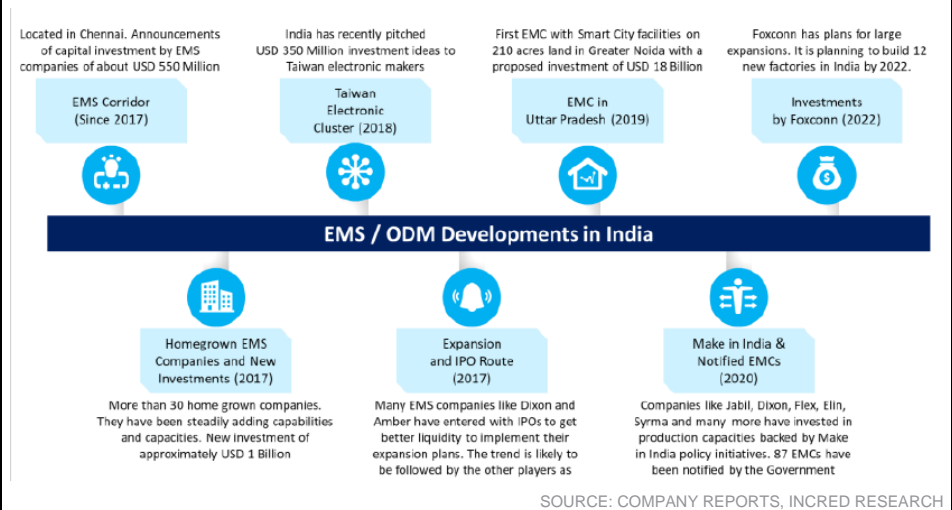 Located in Chennai. Announcements
of capital investment by EMS
companies of about USD 550 Million
EMS Corridor
(Since 2017)
India has recently pitched
USD 350 Million investment ideas to
Taiwan electronic makers
Taiwan
Electronic
Cluster (2018)
First EMC with Smart City facilities on
210 acres land in Greater Noida with a
proposed investment of USD 18 Billion
EMC in
Uttar Pradesh (2019)
Foxconn has plans for large
expansions. It is planning to build 12
new factories in India by 2022.
Investments
by Foxconn (2022)
EMS / ODM Developments in India
Homegrown EMS
Companies and New
Investments (2017)
More than 30 home grown companies.
They have been steadily adding capabilities
and capacities. New investment of
approximately USD 1 Billion
Expansion
and IPO Route
(2017)
Many EMS companies like Dixon and
Amber have entered with IPOs to get
better liquidity to implement their
expansion plans. The trend is likely to
be followed by the other players as
Make in India &
Notified EMCs
(2020)
Companies like Jabil, Dixon, Flex, Elin,
Syrma and many more have invested in
production capacities backed by Make
in India policy initiatives. 87 EMCs have
been notified by the Government
SOURCE: COMPANY REPORTS, INCRED RESEARCH